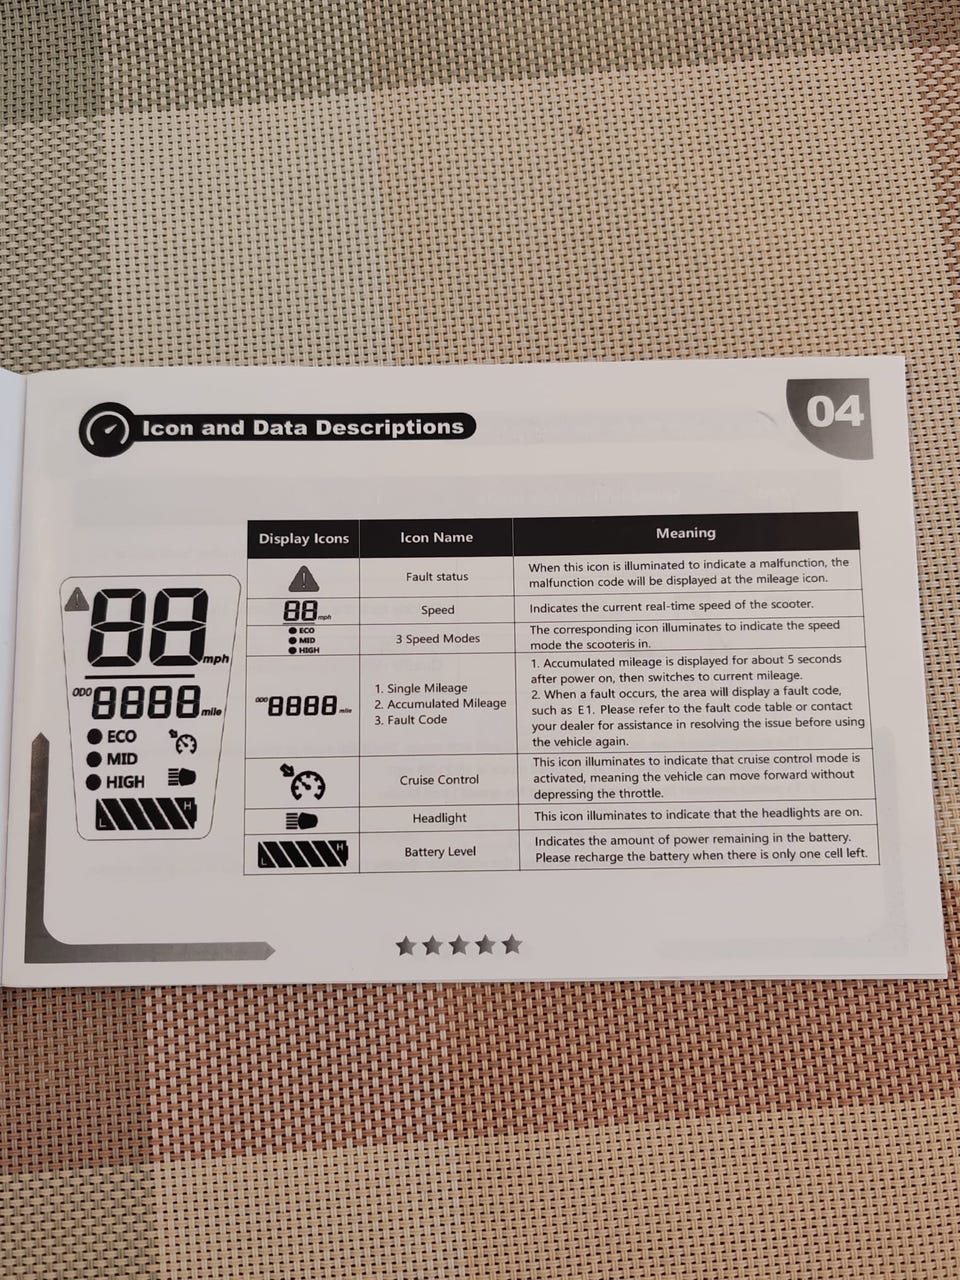 Icon and Data Descriptions
04
Display Icons
Icon Name
Meaning
Fault status
When this icon is illuminated to indicate a malfunction, the
malfunction code will be displayed at the mileage icon.
88 mph
Speed
Indicates the current real-time speed of the scooter.
ECO
MID
HIGH
3 Speed Modes
The corresponding icon illuminates to indicate the speed
mode the scooteris in.
ODO 8888 mile
1. Single Mileage
2. Accumulated Mileage
3. Fault Code
1. Accumulated mileage is displayed for about 5 seconds
after power on, then switches to current mileage.
2. When a fault occurs, the area will display a fault code,
such as E1. Please refer to the fault code table or contact
your dealer for assistance in resolving the issue before using
the vehicle again.
Cruise Control
This icon illuminates to indicate that cruise control mode is
activated, meaning the vehicle can move forward without
depressing the throttle.
Headlight
This icon illuminates to indicate that the headlights are on.
L H
Battery Level
Indicates the amount of power remaining in the battery.
Please recharge the battery when there is only one cell left.
88 mph
ODO 8888 mile
ECO
MID
HIGH
L H